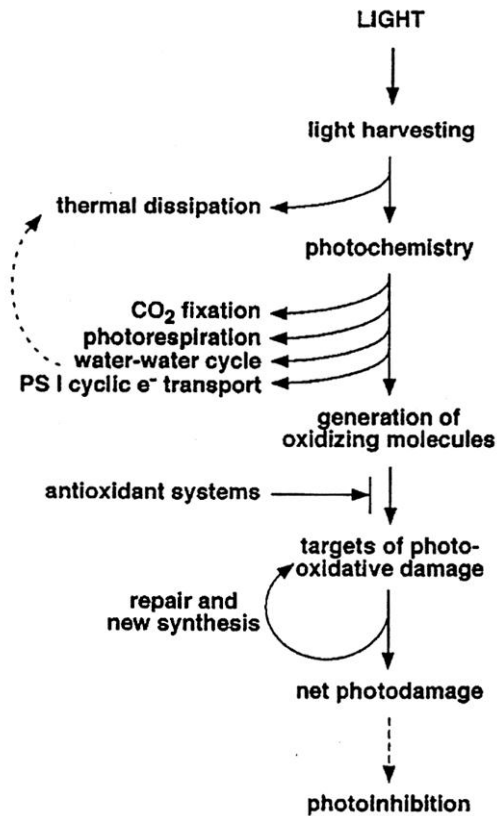 LIGHT
light harvesting
thermal dissipation
photochemistry
CO₂ fixation
photorespiration
water-water cycle
PS I cyclic e⁻ transport
generation of
oxidizing molecules
antioxidant systems
targets of photo-
oxidative damage
repair and
new synthesis
net photodamage
photoinhibition